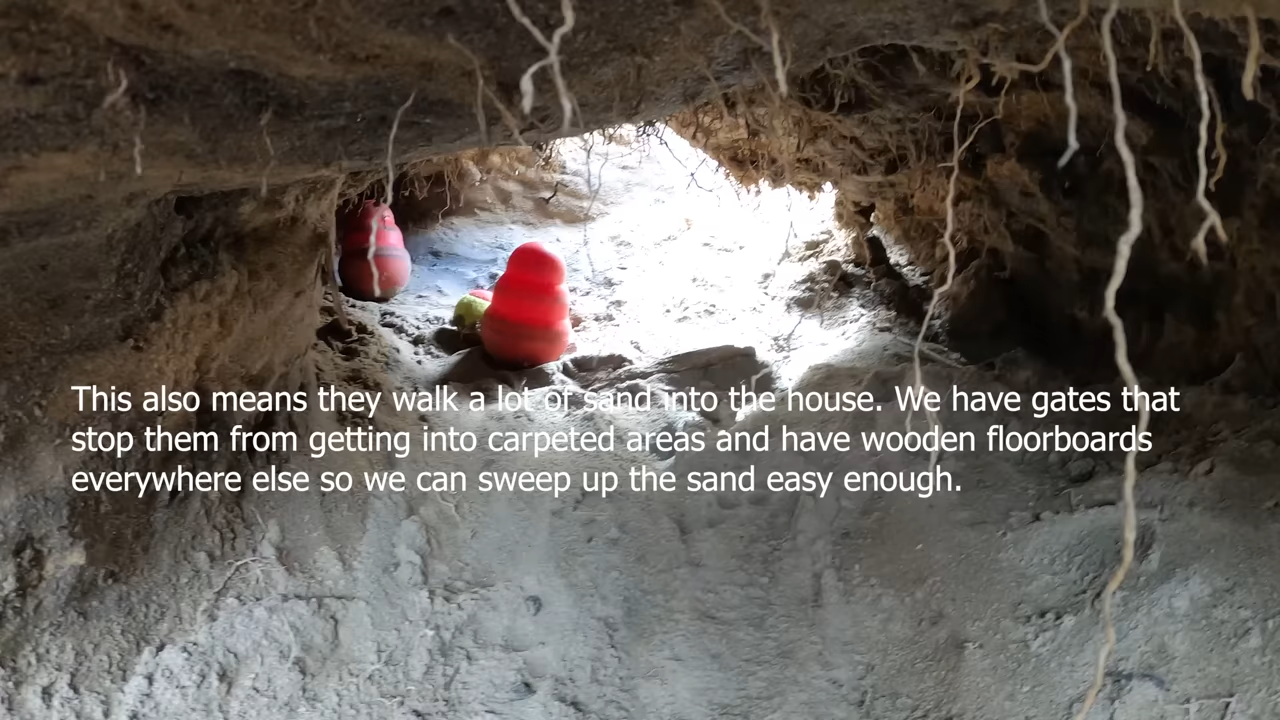 This also means they walk a lot of sand into the house. We have gates that
stop them from getting into carpeted areas and have wooden floorboards
everywhere else so we can sweep up the sand easy enough.